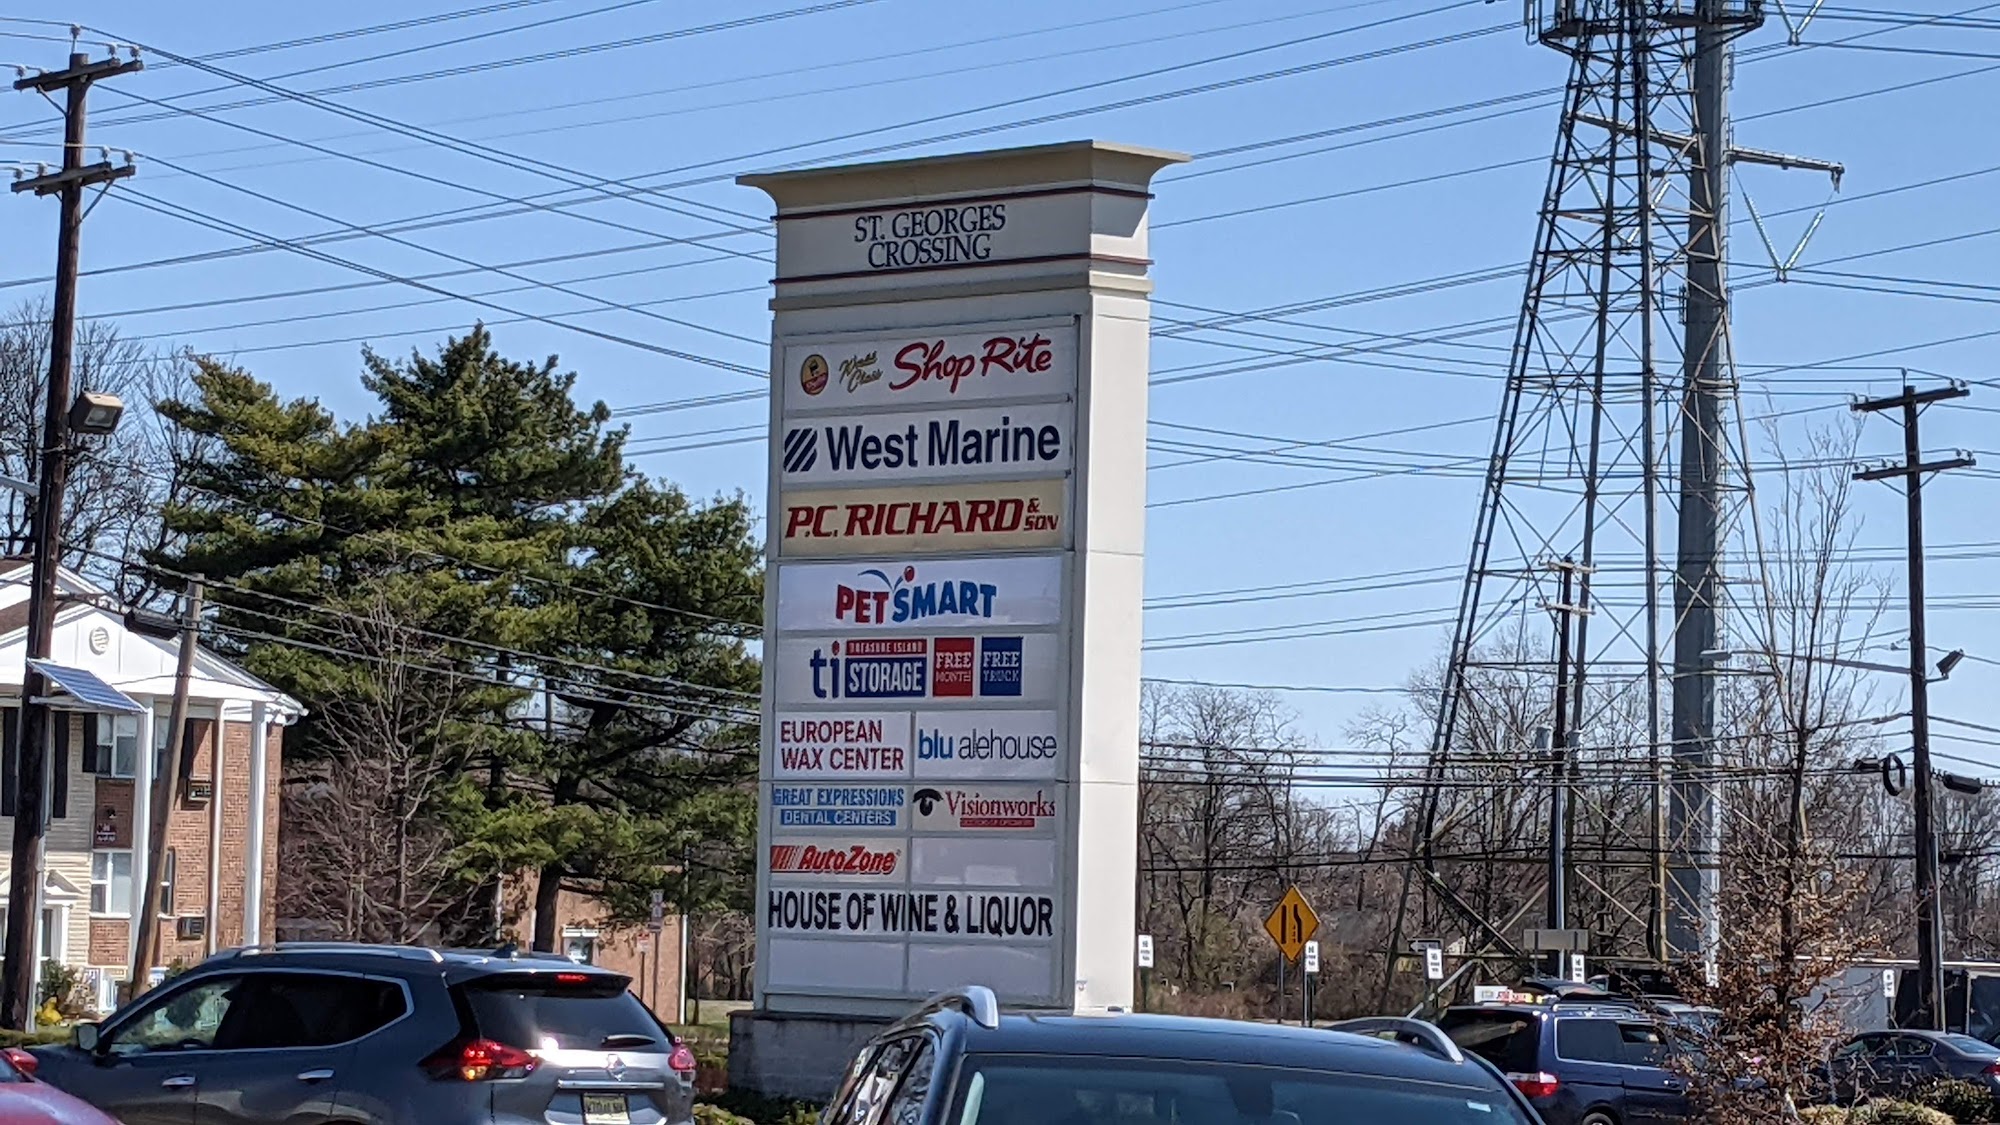 ST. GEORGES
CROSSING
World
Class
ShopRite
West Marine
P.C. RICHARD & SON
PETSMART
ti
TREASURE ISLAND
STORAGE
FREE
MONTH
FREE
TRUCK
EUROPEAN
WAX CENTER
blu alehouse
GREAT EXPRESSIONS
DENTAL CENTERS
Visionworks
AutoZone
HOUSE OF WINE & LIQUOR